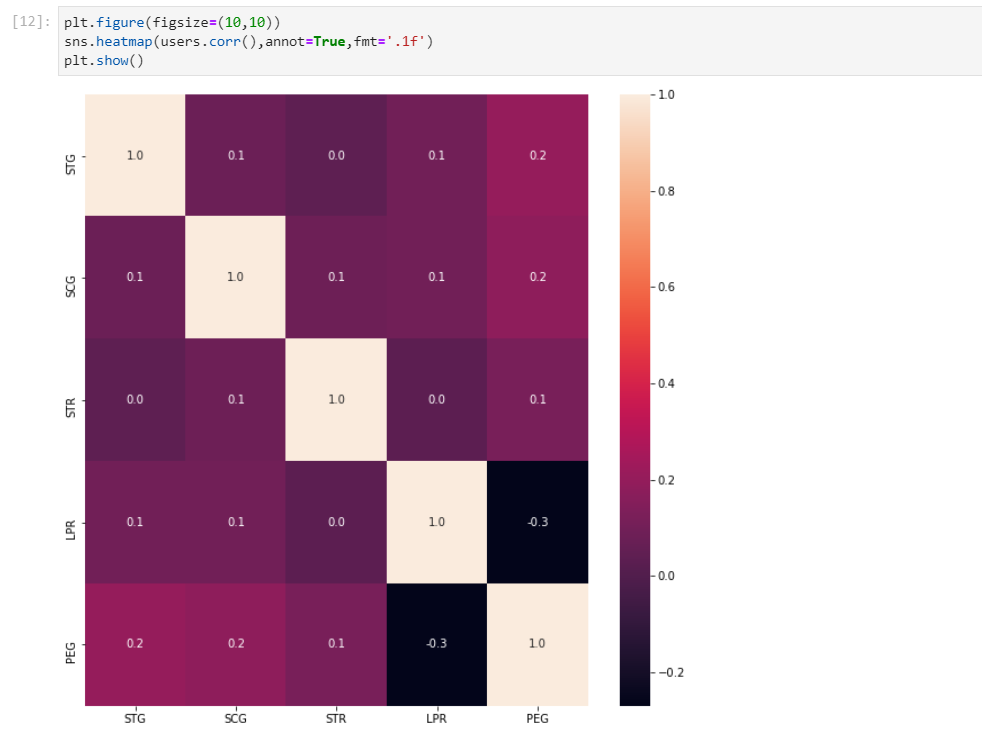 [12]: plt.figure(figsize=(10,10))
sns.heatmap(users.corr(),annot=True,fmt='.1f')
plt.show()
1.0
STG 1.0 0.1 0.0 0.1 0.2
0.8
SCG 0.1 1.0 0.1 0.1 0.2
0.6
STR 0.0 0.1 1.0 0.0 0.1
0.4
0.2
LPR 0.1 0.1 0.0 1.0 -0.3
0.0
PEG 0.2 0.2 0.1 -0.3 1.0
−0.2
STG SCG STR LPR PEG